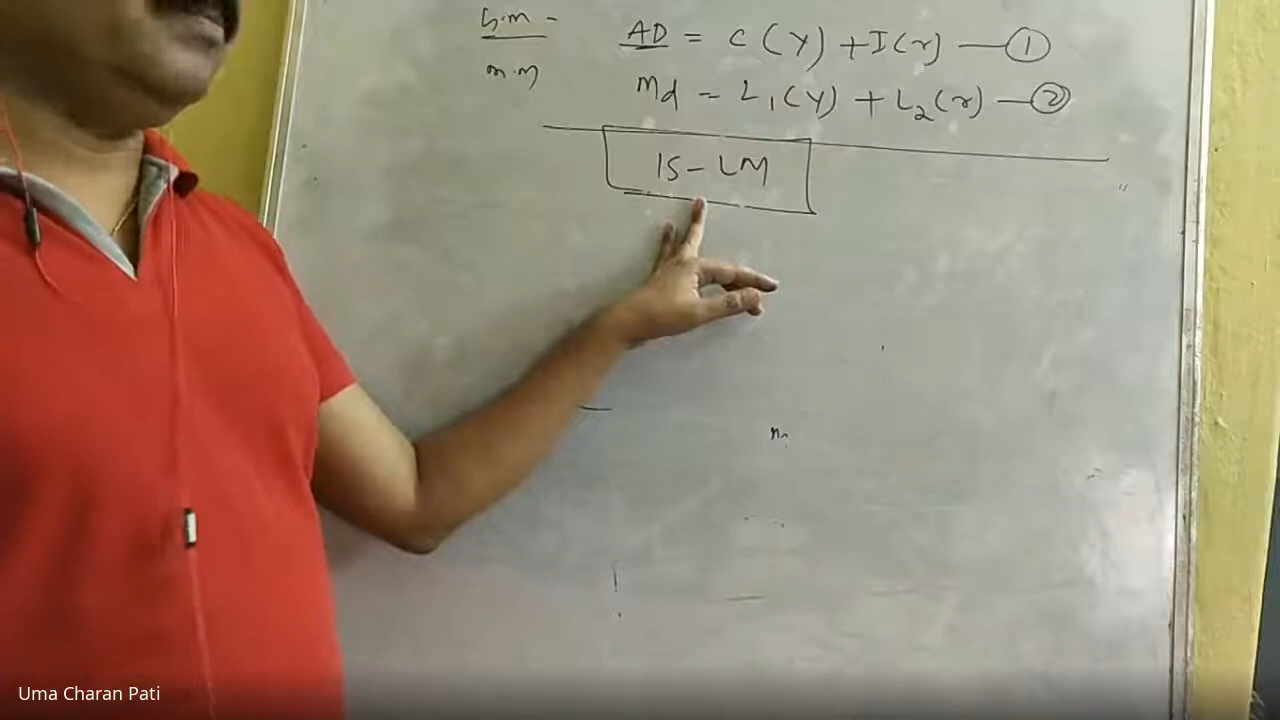 G.M - AD = C(Y) + I(r) — ①
M.M Md = L₁(Y) + L₂(r) — ②
IS - LM
Uma Charan Pati